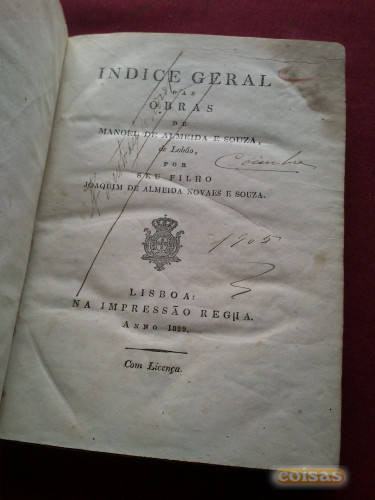 INDICE GERAL
DAS
OBRAS
DE
MANOEL DE ALMEIDA E SOUZA,
de Lobão,
POR
SEU FILHO
JOAQUIM DE ALMEIDA NOVAES E SOUZA.
Coimbra
1905
LISBOA:
NA IMPRESSÃO REGIA.
ANNO 1829.
Com Licença.
coisas